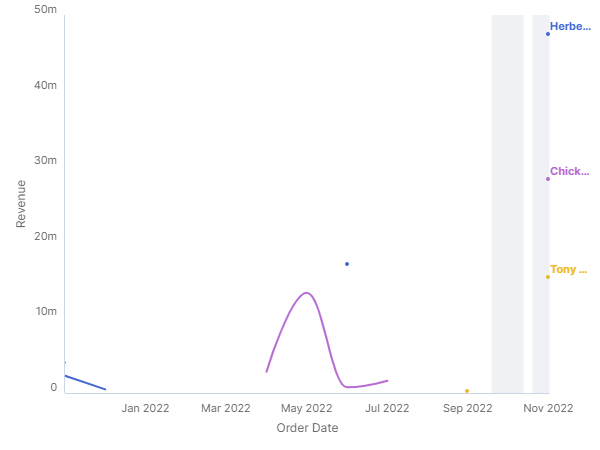 50m
40m
30m
20m
10m
0
Revenue
Herbe...
Chick...
Tony ...
Jan 2022
Mar 2022
May 2022
Jul 2022
Sep 2022
Nov 2022
Order Date